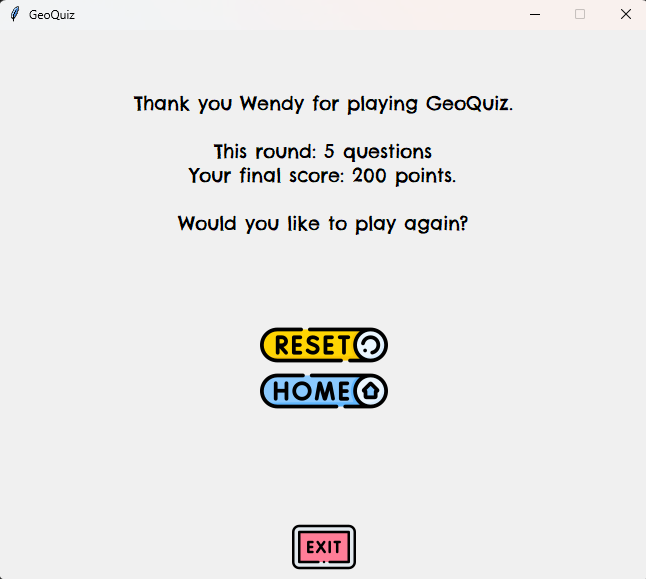 GeoQuiz
Thank you Wendy for playing GeoQuiz.
This round: 5 questions
Your final score: 200 points.
Would you like to play again?
RESET
HOME
EXIT